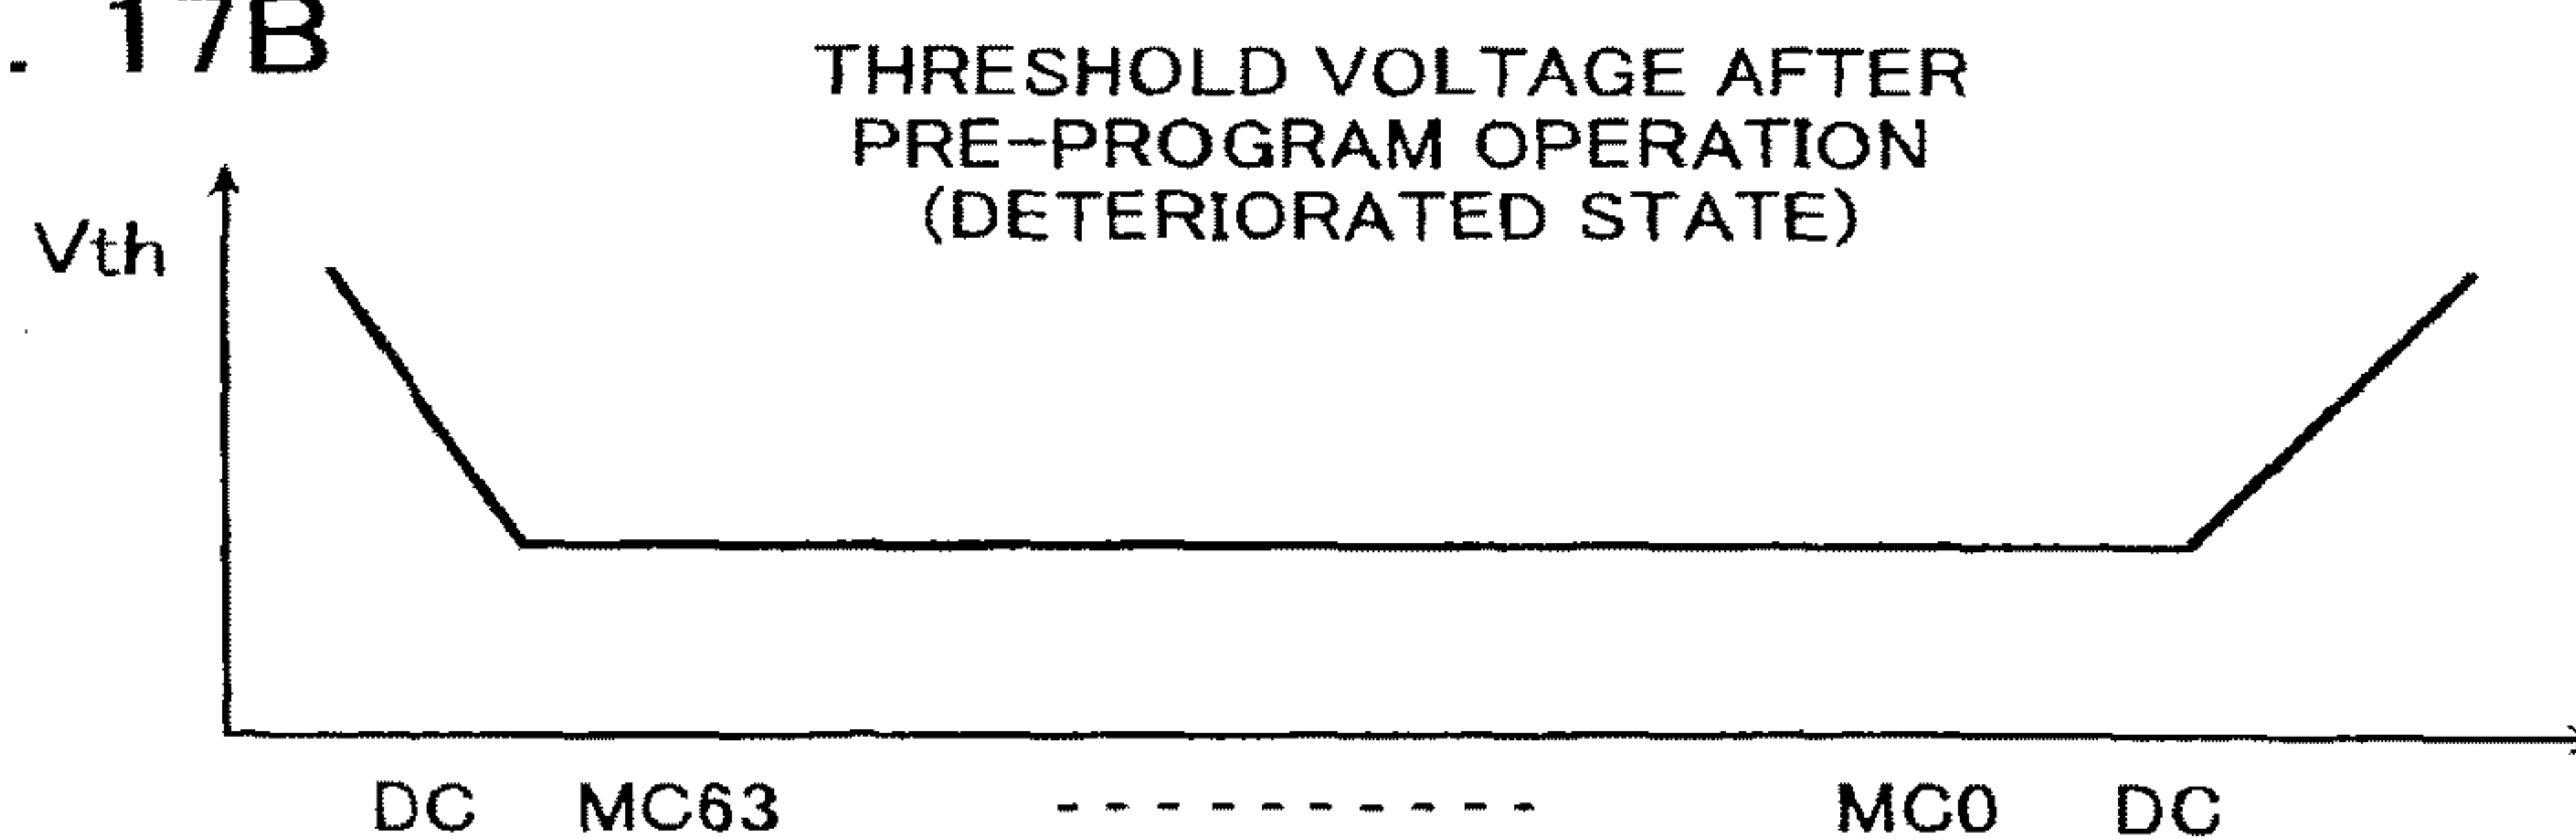 . 17B
THRESHOLD VOLTAGE AFTER
PRE-PROGRAM OPERATION
(DETERIORATED STATE)
Vth
DC MC63 - - - - - - - - - - MC0 DC